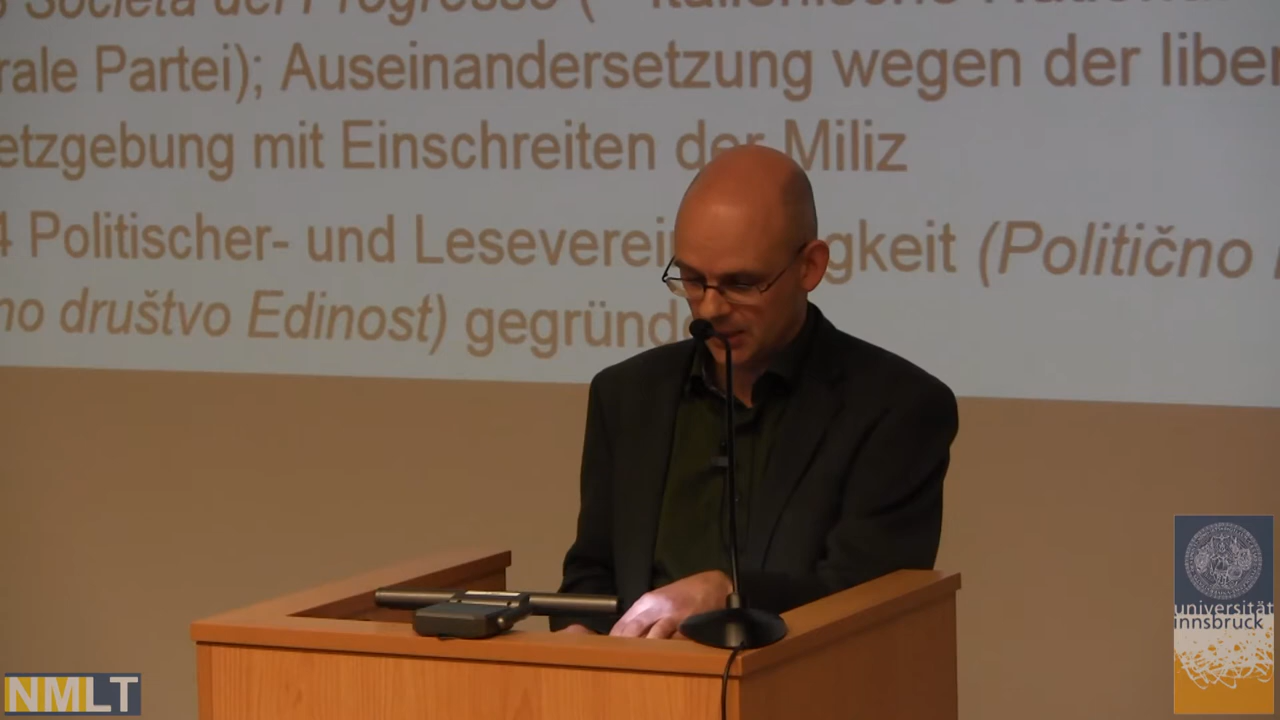 Società del Progresso (
rale Partei); Auseinandersetzung wegen der liber
etzgebung mit Einschreiten der Miliz
4 Politischer- und Leseverein gkeit (Politično
no društvo Edinost) gegründe
universität
innsbruck
NMLT